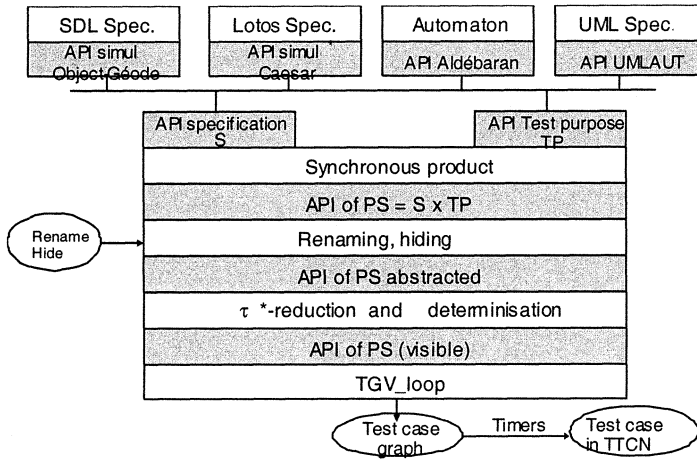 SDL Spec.
API simul
Object-Géode
Lotos Spec.
API simul
Caesar
Automaton
API Aldébaran
UML Spec.
API UMLAUT
API specification
S
API Test purpose
TP
Synchronous product
API of PS = S x TP
Rename
Hide
Renaming, hiding
API of PS abstracted
τ *-reduction and determinisation
API of PS (visible)
TGV_loop
Test case
graph
Timers
Test case
in TTCN